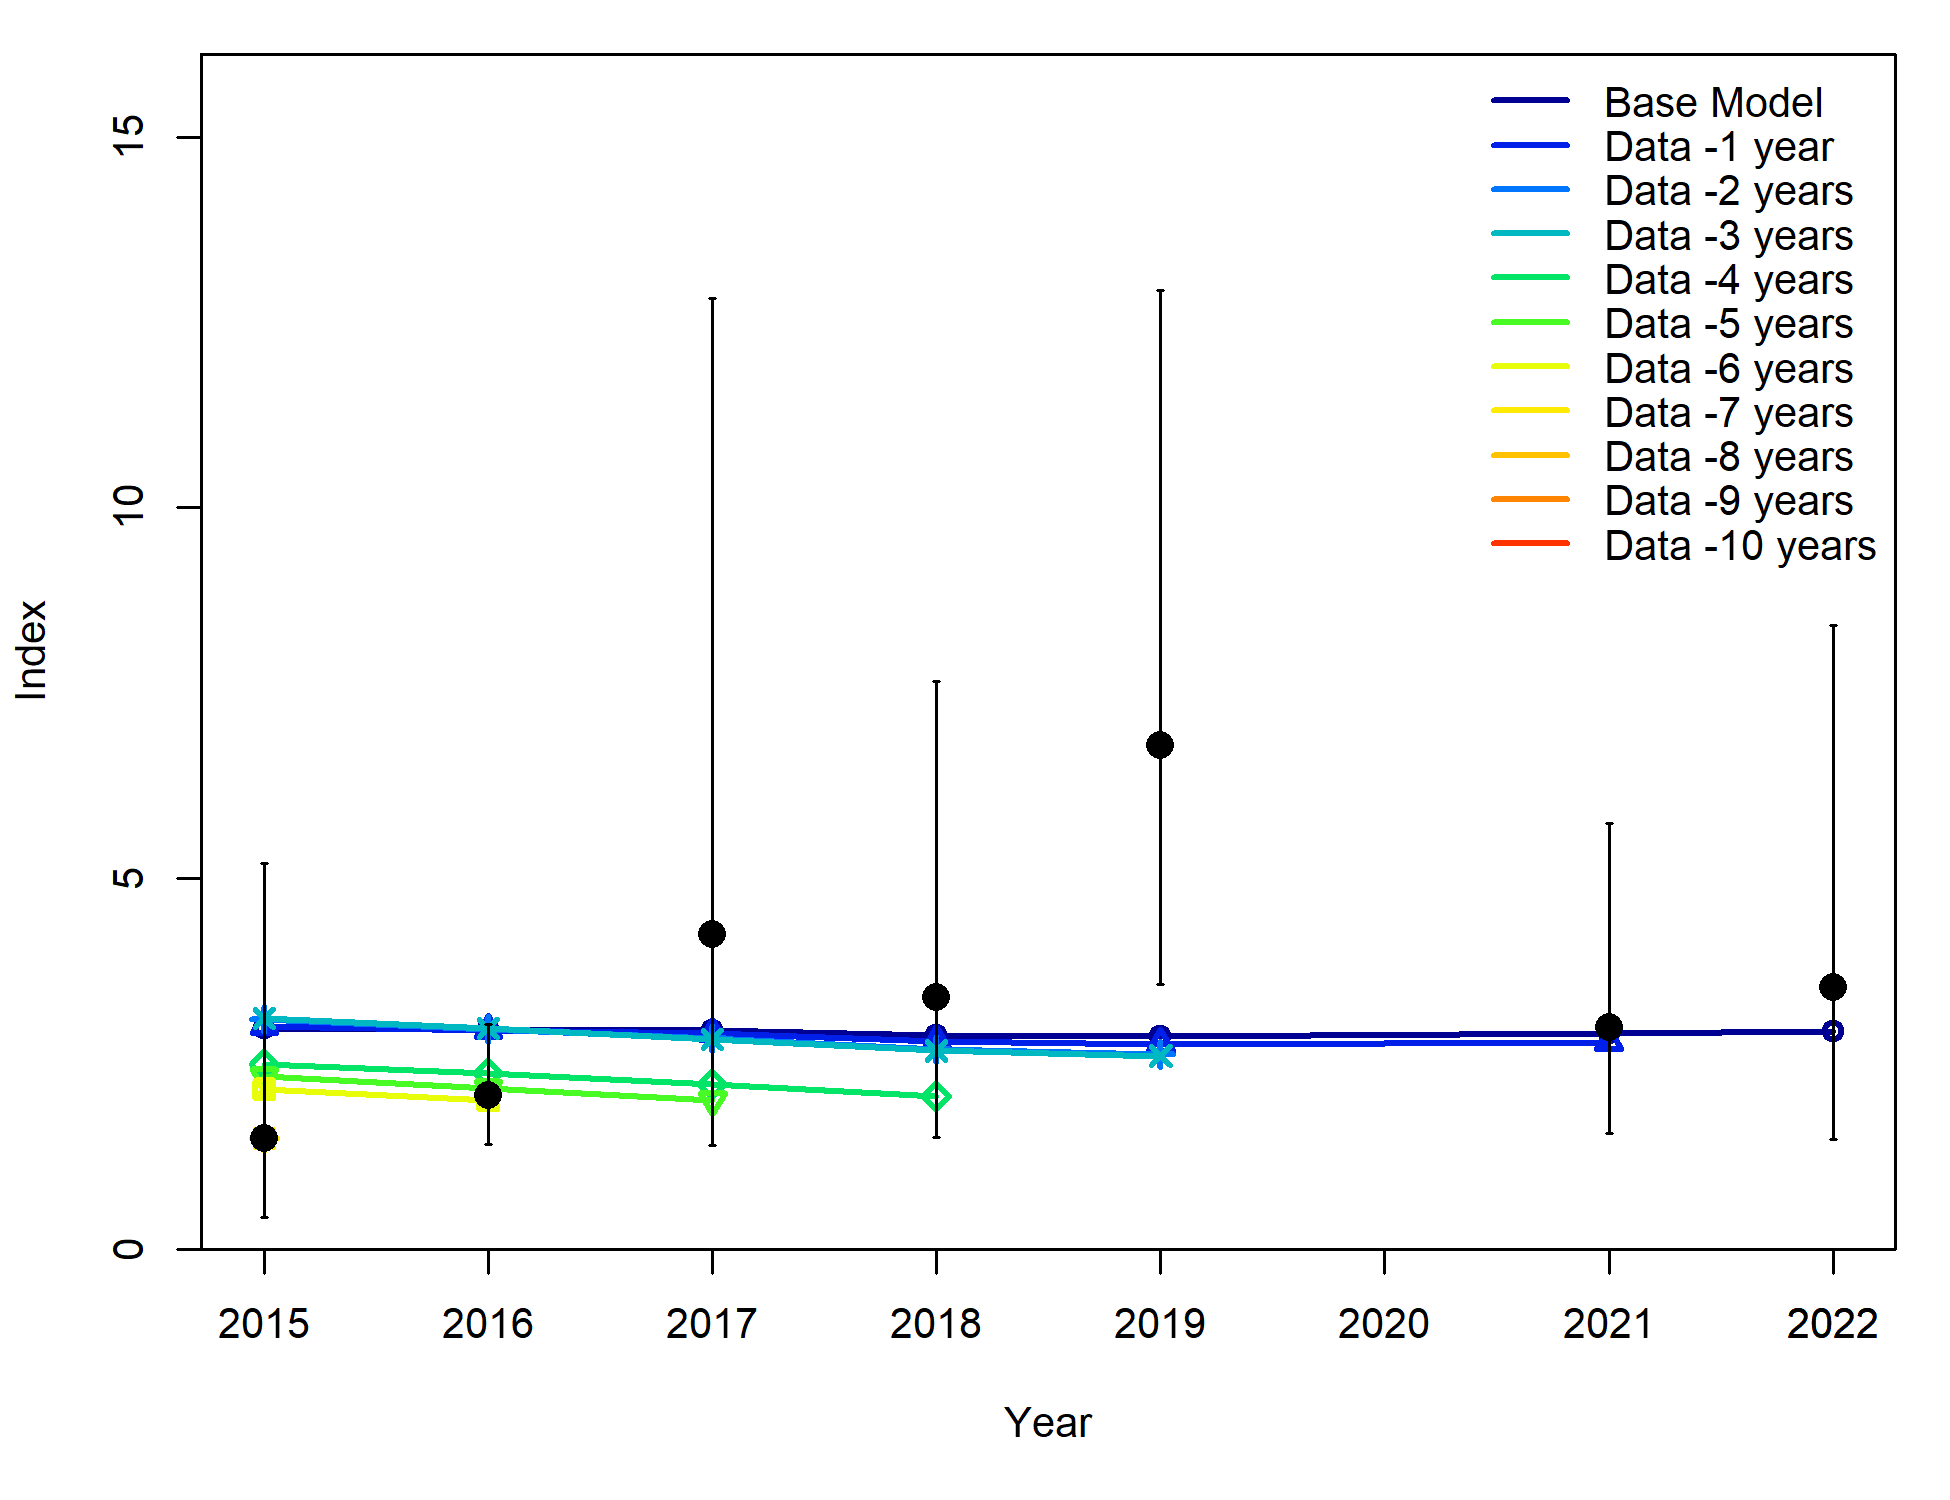 Base Model
Data -1 year
Data -2 years
Data -3 years
Data -4 years
Data -5 years
Data -6 years
Data -7 years
Data -8 years
Data -9 years
Data -10 years
15
10
5
0
Index
2015 2016 2017 2018 2019 2020 2021 2022
Year